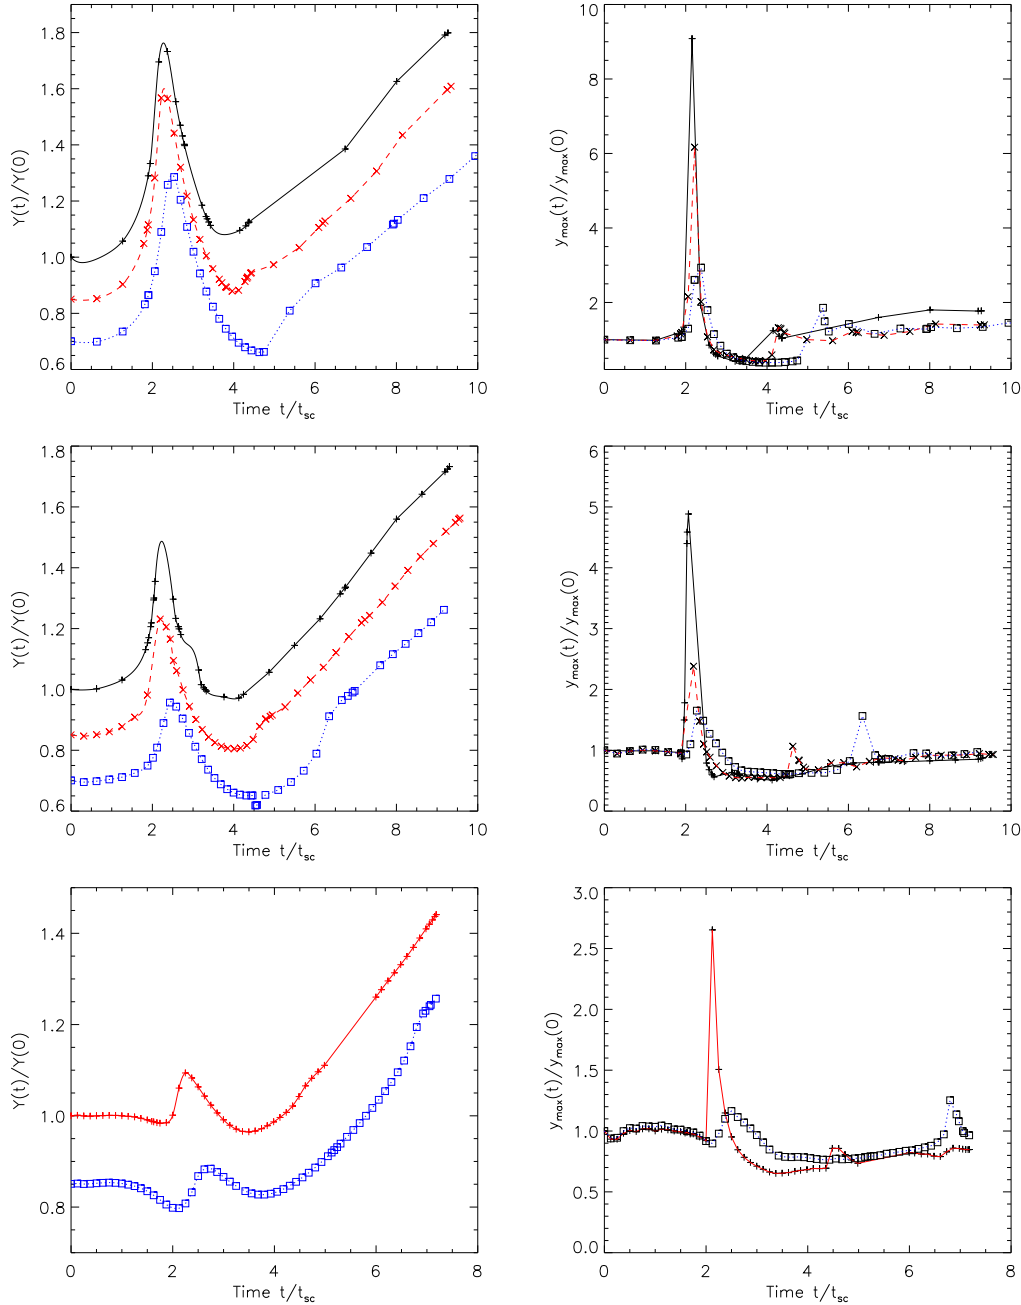 1.8
1.6
1.4
1.2
1.0
0.8
0.6
Y(t)/Y(0)
0 2 4 6 8 10
Time t/t_sc
10
8
6
4
2
y_max(t)/y_max(0)
0 2 4 6 8 10
Time t/t_sc
1.8
1.6
1.4
1.2
1.0
0.8
0.6
Y(t)/Y(0)
0 2 4 6 8 10
Time t/t_sc
6
5
4
3
2
1
0
y_max(t)/y_max(0)
0 2 4 6 8 10
Time t/t_sc
1.4
1.2
1.0
0.8
Y(t)/Y(0)
0 2 4 6 8
Time t/t_sc
3.0
2.5
2.0
1.5
1.0
0.5
0.0
y_max(t)/y_max(0)
0 2 4 6 8
Time t/t_sc